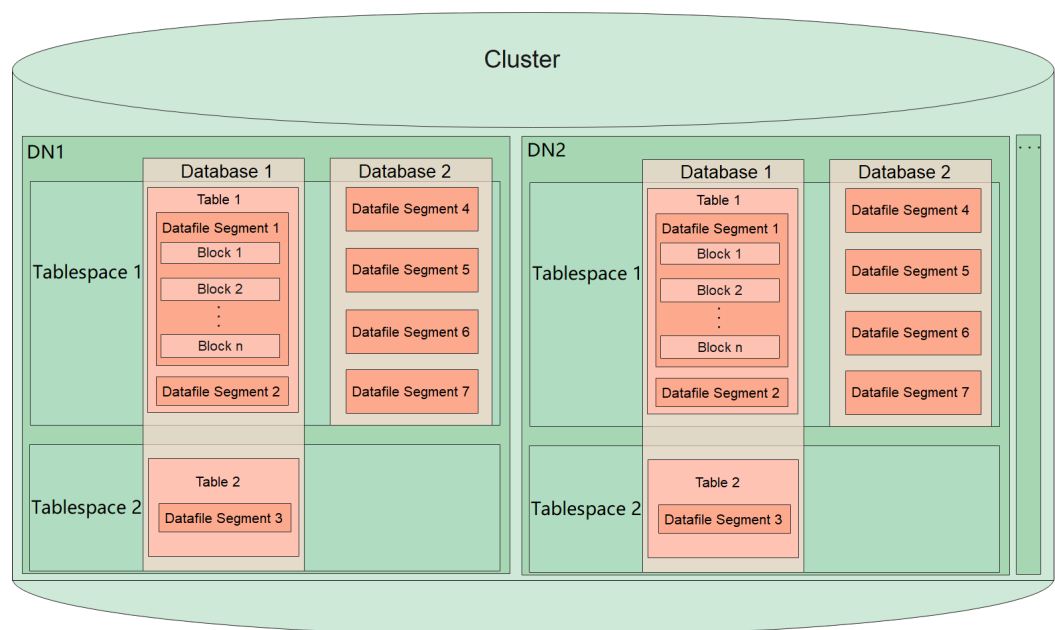 Cluster
DN1
Database 1
Database 2
Tablespace 1
Table 1
Datafile Segment 1
Block 1
Block 2
.
.
.
Block n
Datafile Segment 2
Datafile Segment 4
Datafile Segment 5
Datafile Segment 6
Datafile Segment 7
Tablespace 2
Table 2
Datafile Segment 3
DN2
Database 1
Database 2
Tablespace 1
Table 1
Datafile Segment 1
Block 1
Block 2
.
.
.
Block n
Datafile Segment 2
Datafile Segment 4
Datafile Segment 5
Datafile Segment 6
Datafile Segment 7
Tablespace 2
Table 2
Datafile Segment 3
...